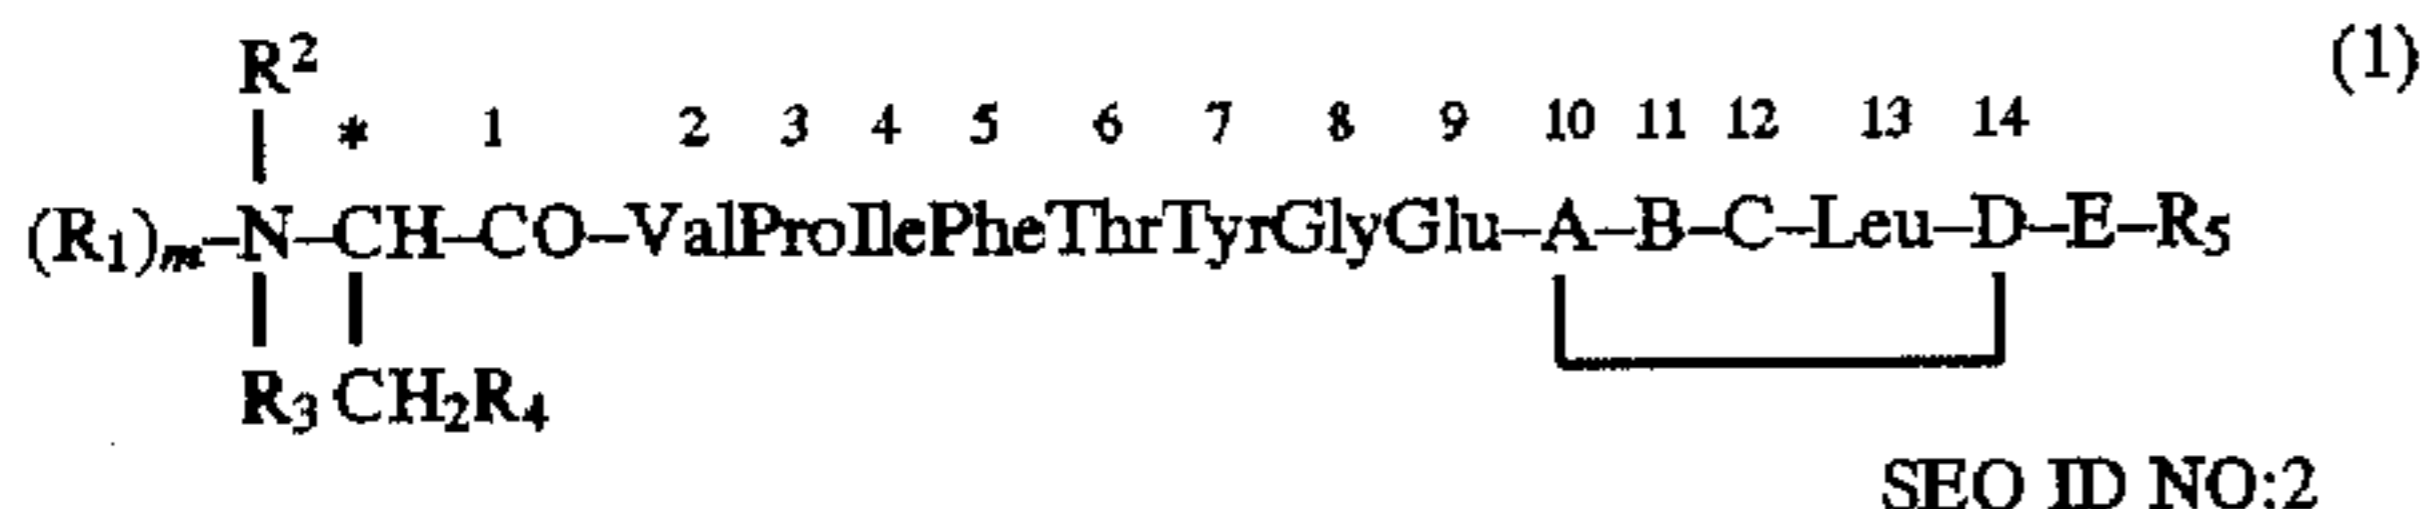 R² (1)
* 1 2 3 4 5 6 7 8 9 10 11 12 13 14
(R₁)ₘ–N–CH–CO–ValProIlePheThrTyrGlyGlu–A–B–C–Leu–D–E–R₅
R₃ CH₂R₄
SEQ ID NO:2